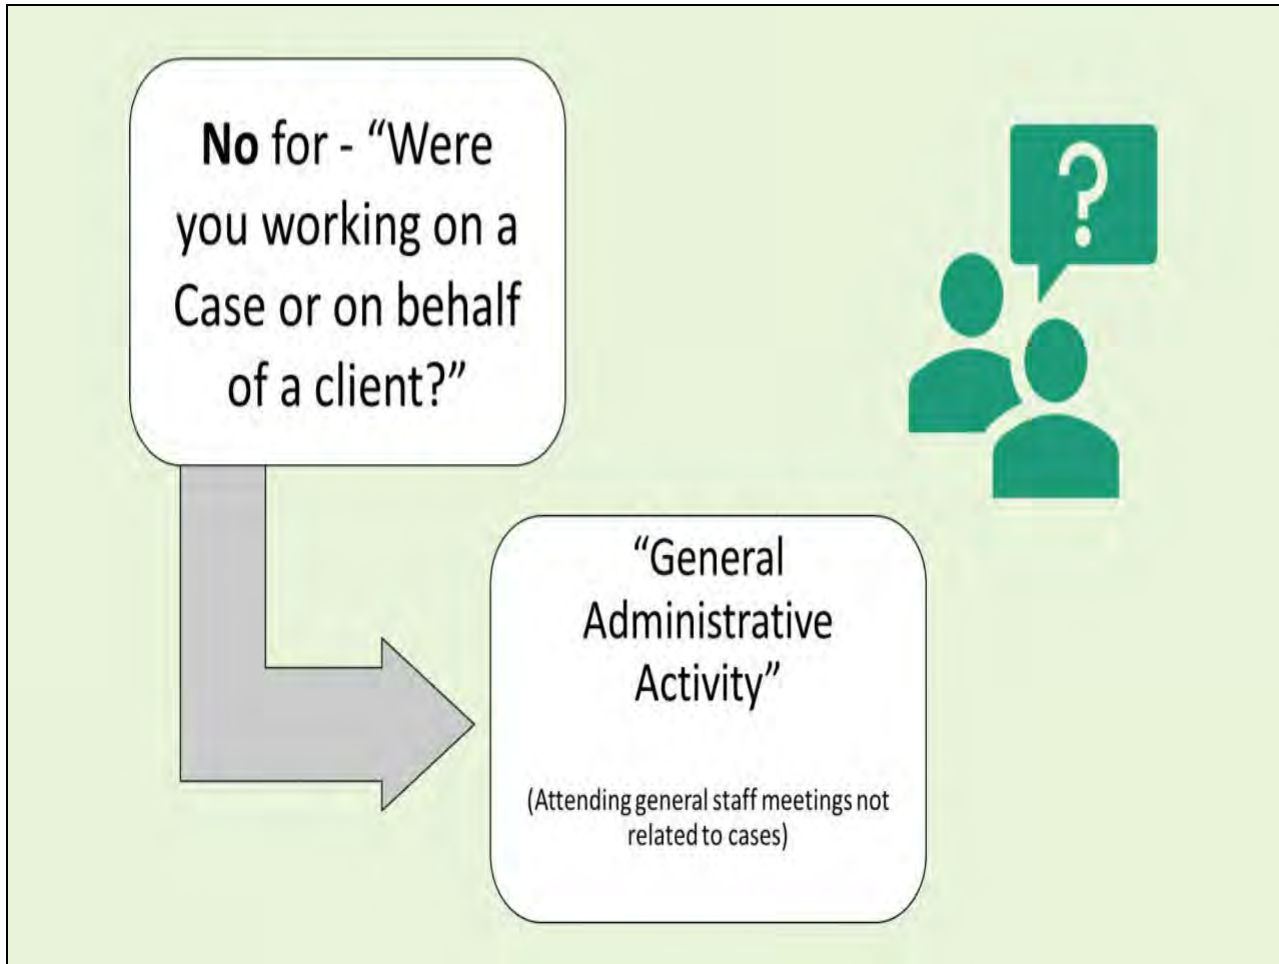 No for - “Were
you working on a
Case or on behalf
of a client?”
?
“General
Administrative
Activity”
(Attending general staff meetings not
related to cases)